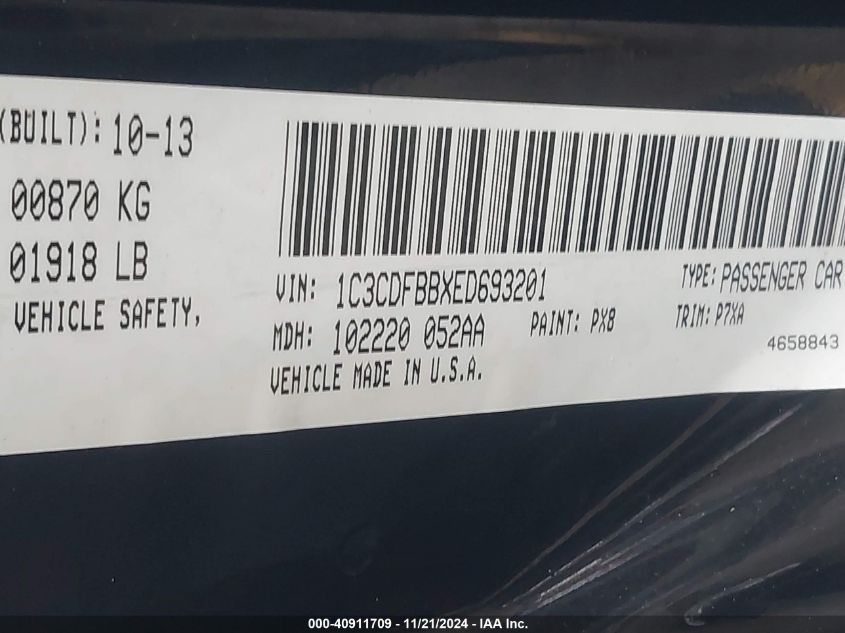 (BUILT): 10-13
00870 KG
01918 LB
VEHICLE SAFETY,
VIN: 1C3CDFBBXED693201
TYPE: PASSENGER CAR
MDH: 102220 052AA
PAINT: PX8
TRIM: P7XA
VEHICLE MADE IN U.S.A.
4658843
000-40911709 - 11/21/2024 - IAA Inc.